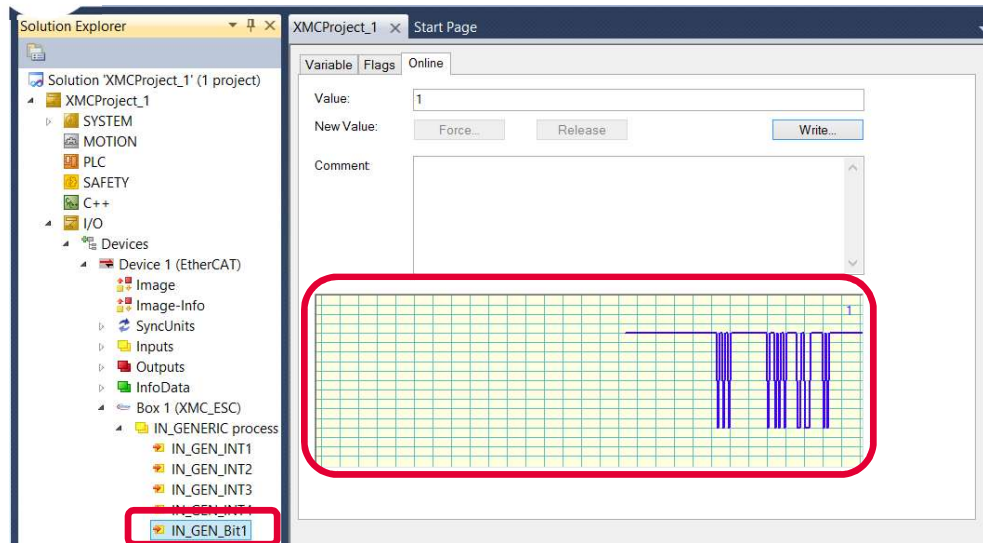 Solution Explorer
Solution 'XMCProject_1' (1 project)
XMCProject_1
SYSTEM
MOTION
PLC
SAFETY
C++
I/O
Devices
Device 1 (EtherCAT)
Image
Image-Info
SyncUnits
Inputs
Outputs
InfoData
Box 1 (XMC_ESC)
IN_GENERIC process
IN_GEN_INT1
IN_GEN_INT2
IN_GEN_INT3
IN_GEN_INT4
IN_GEN_Bit1
XMCProject_1 Start Page
Variable Flags Online
Value: 1
New Value: Force... Release Write...
Comment:
1